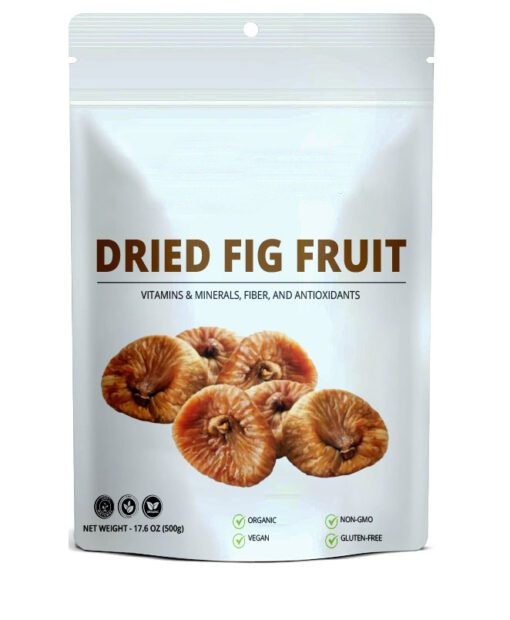 DRIED FIG FRUIT
VITAMINS & MINERALS, FIBER, AND ANTIOXIDANTS
NET WEIGHT - 17.6 OZ (500g)
ORGANIC
NON-GMO
VEGAN
GLUTEN-FREE